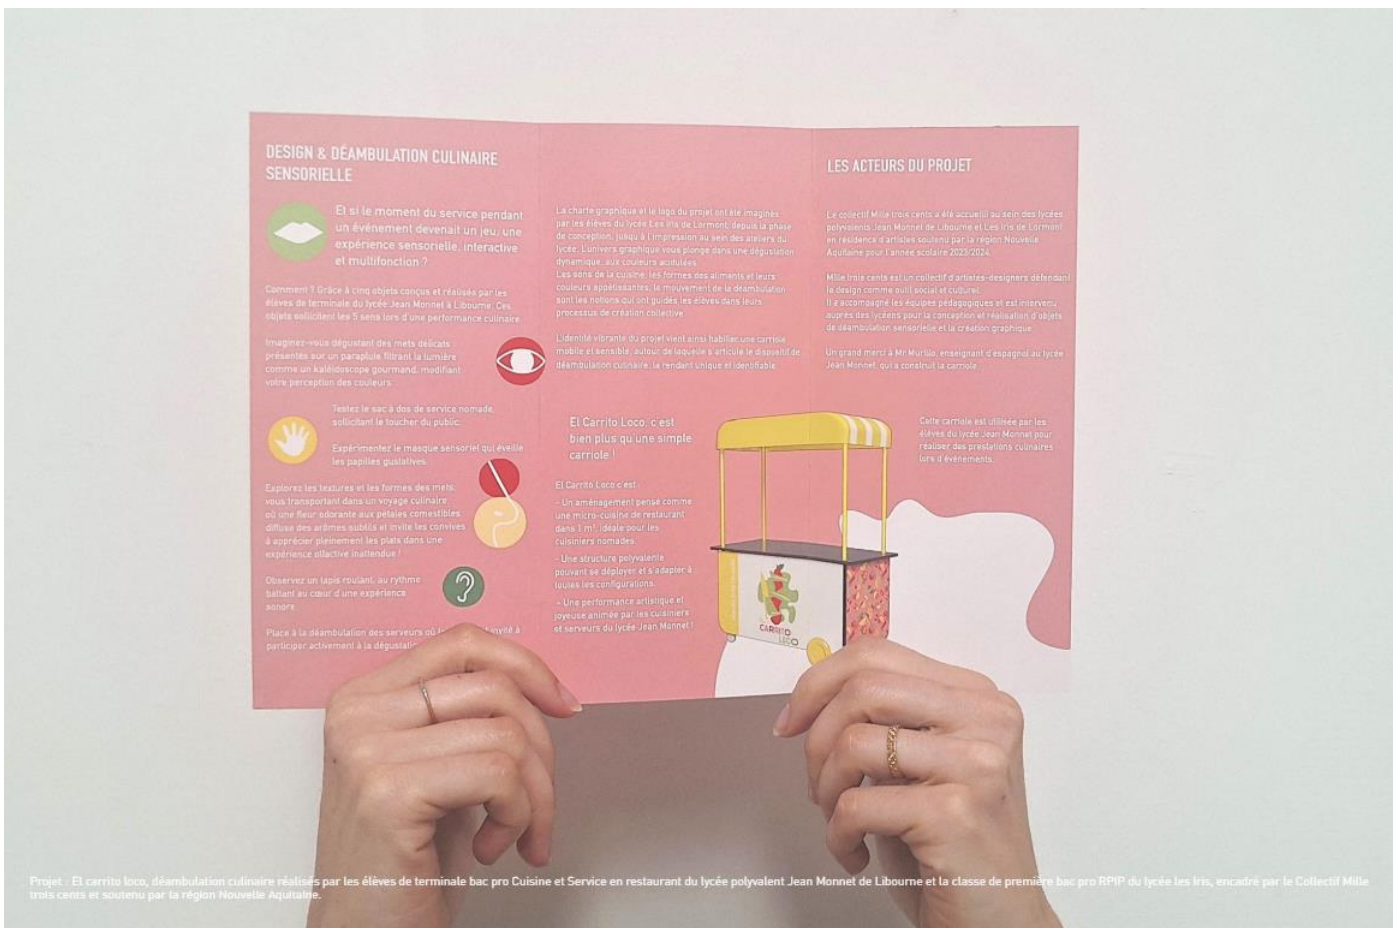 DESIGN & DÉAMBULATION CULINAIRE
SENSORIELLE
Et si le moment du service pendant
un événement devenait un jeu, une
expérience sensorielle, interactive
et multifonction ?
Comment ? Grâce à cinq objets conçus et réalisés par les
élèves de terminale du lycée Jean Monnet à Libourne. Ces
objets sollicitent les 5 sens lors d'une performance culinaire.
Imaginez-vous dégustant des mets délicats
présentés sur un parapluie filtrant la lumière
comme un kaléidoscope gourmand, modifiant
votre perception des couleurs.
Testez le sac à dos de service nomade,
sollicitant le toucher du public.
Expérimentez le masque sensoriel qui éveille
les papilles gustatives.
Explorez les textures et les formes des mets,
vous transportant dans un voyage culinaire
où une fleur odorante aux pétales comestibles
diffuse des arômes subtils et invite les convives
à apprécier pleinement les plats dans une
expérience olfactive inattendue !
Observez un tapis roulant, au rythme
battant au cœur d'une expérience
sonore.
Place à la déambulation des serveurs où invité à
participer activement à la
La charte graphique et le logo du projet ont été imaginés
par les élèves du lycée Les Iris de Lormont, depuis la phase
de conception, jusqu'à l'impression au sein des ateliers du
lycée. L'univers graphique vous plonge dans une dégustation
dynamique, aux couleurs acidulées.
Les sons de la cuisine, les formes des aliments et leurs
couleurs appétissantes, le mouvement de la déambulation
sont les notions qui ont guidés les élèves dans leurs
processus de création collective.
L'identité vibrante du projet vient ainsi habiller une carriole
mobile et sensible, autour de laquelle s'articule le dispositif de
déambulation culinaire, la rendant unique et identifiable.
El Carrito Loco, c'est
bien plus qu'une simple
carriole !
El Carrito Loco c'est :
- Un aménagement pensé comme
une micro-cuisine de restaurant
dans 1 m², idéale pour les
cuisiniers nomades.
- Une structure polyvalente
pouvant se déployer et s'adapter à
toutes les configurations.
- Une performance artistique et
joyeuse animée par les cuisiniers
et serveurs du lycée Jean Monnet !
CARRITO
LOCO
LES ACTEURS DU PROJET
Le collectif Mille trois cents a été accueilli au sein des lycées
polyvalents Jean Monnet de Libourne et Les Iris de Lormont
en résidence d'artistes soutenu par la région Nouvelle
Aquitaine pour l'année scolaire 2023/2024.
Mille trois cents est un collectif d'artistes-designers défendant
le design comme outil social et culturel.
Il a accompagné les équipes pédagogiques et est intervenu
auprès des lycéens pour la conception et réalisation d'objets
de déambulation sensorielle et la création graphique.
Un grand merci à Mr Murillo, enseignant d'espagnol au lycée
Jean Monnet, qui a construit la carriole.
Cette carriole est utilisée par les
élèves du lycée Jean Monnet pour
réaliser des prestations culinaires
lors d'événements.
Projet : El carrito loco, déambulation culinaire réalisés par les élèves de terminale bac pro Cuisine et Service en restaurant du lycée polyvalent Jean Monnet de Libourne et la classe de première bac pro RPIP du lycée les Iris, encadré par le Collectif Mille
trois cents et soutenu par la région Nouvelle Aquitaine.